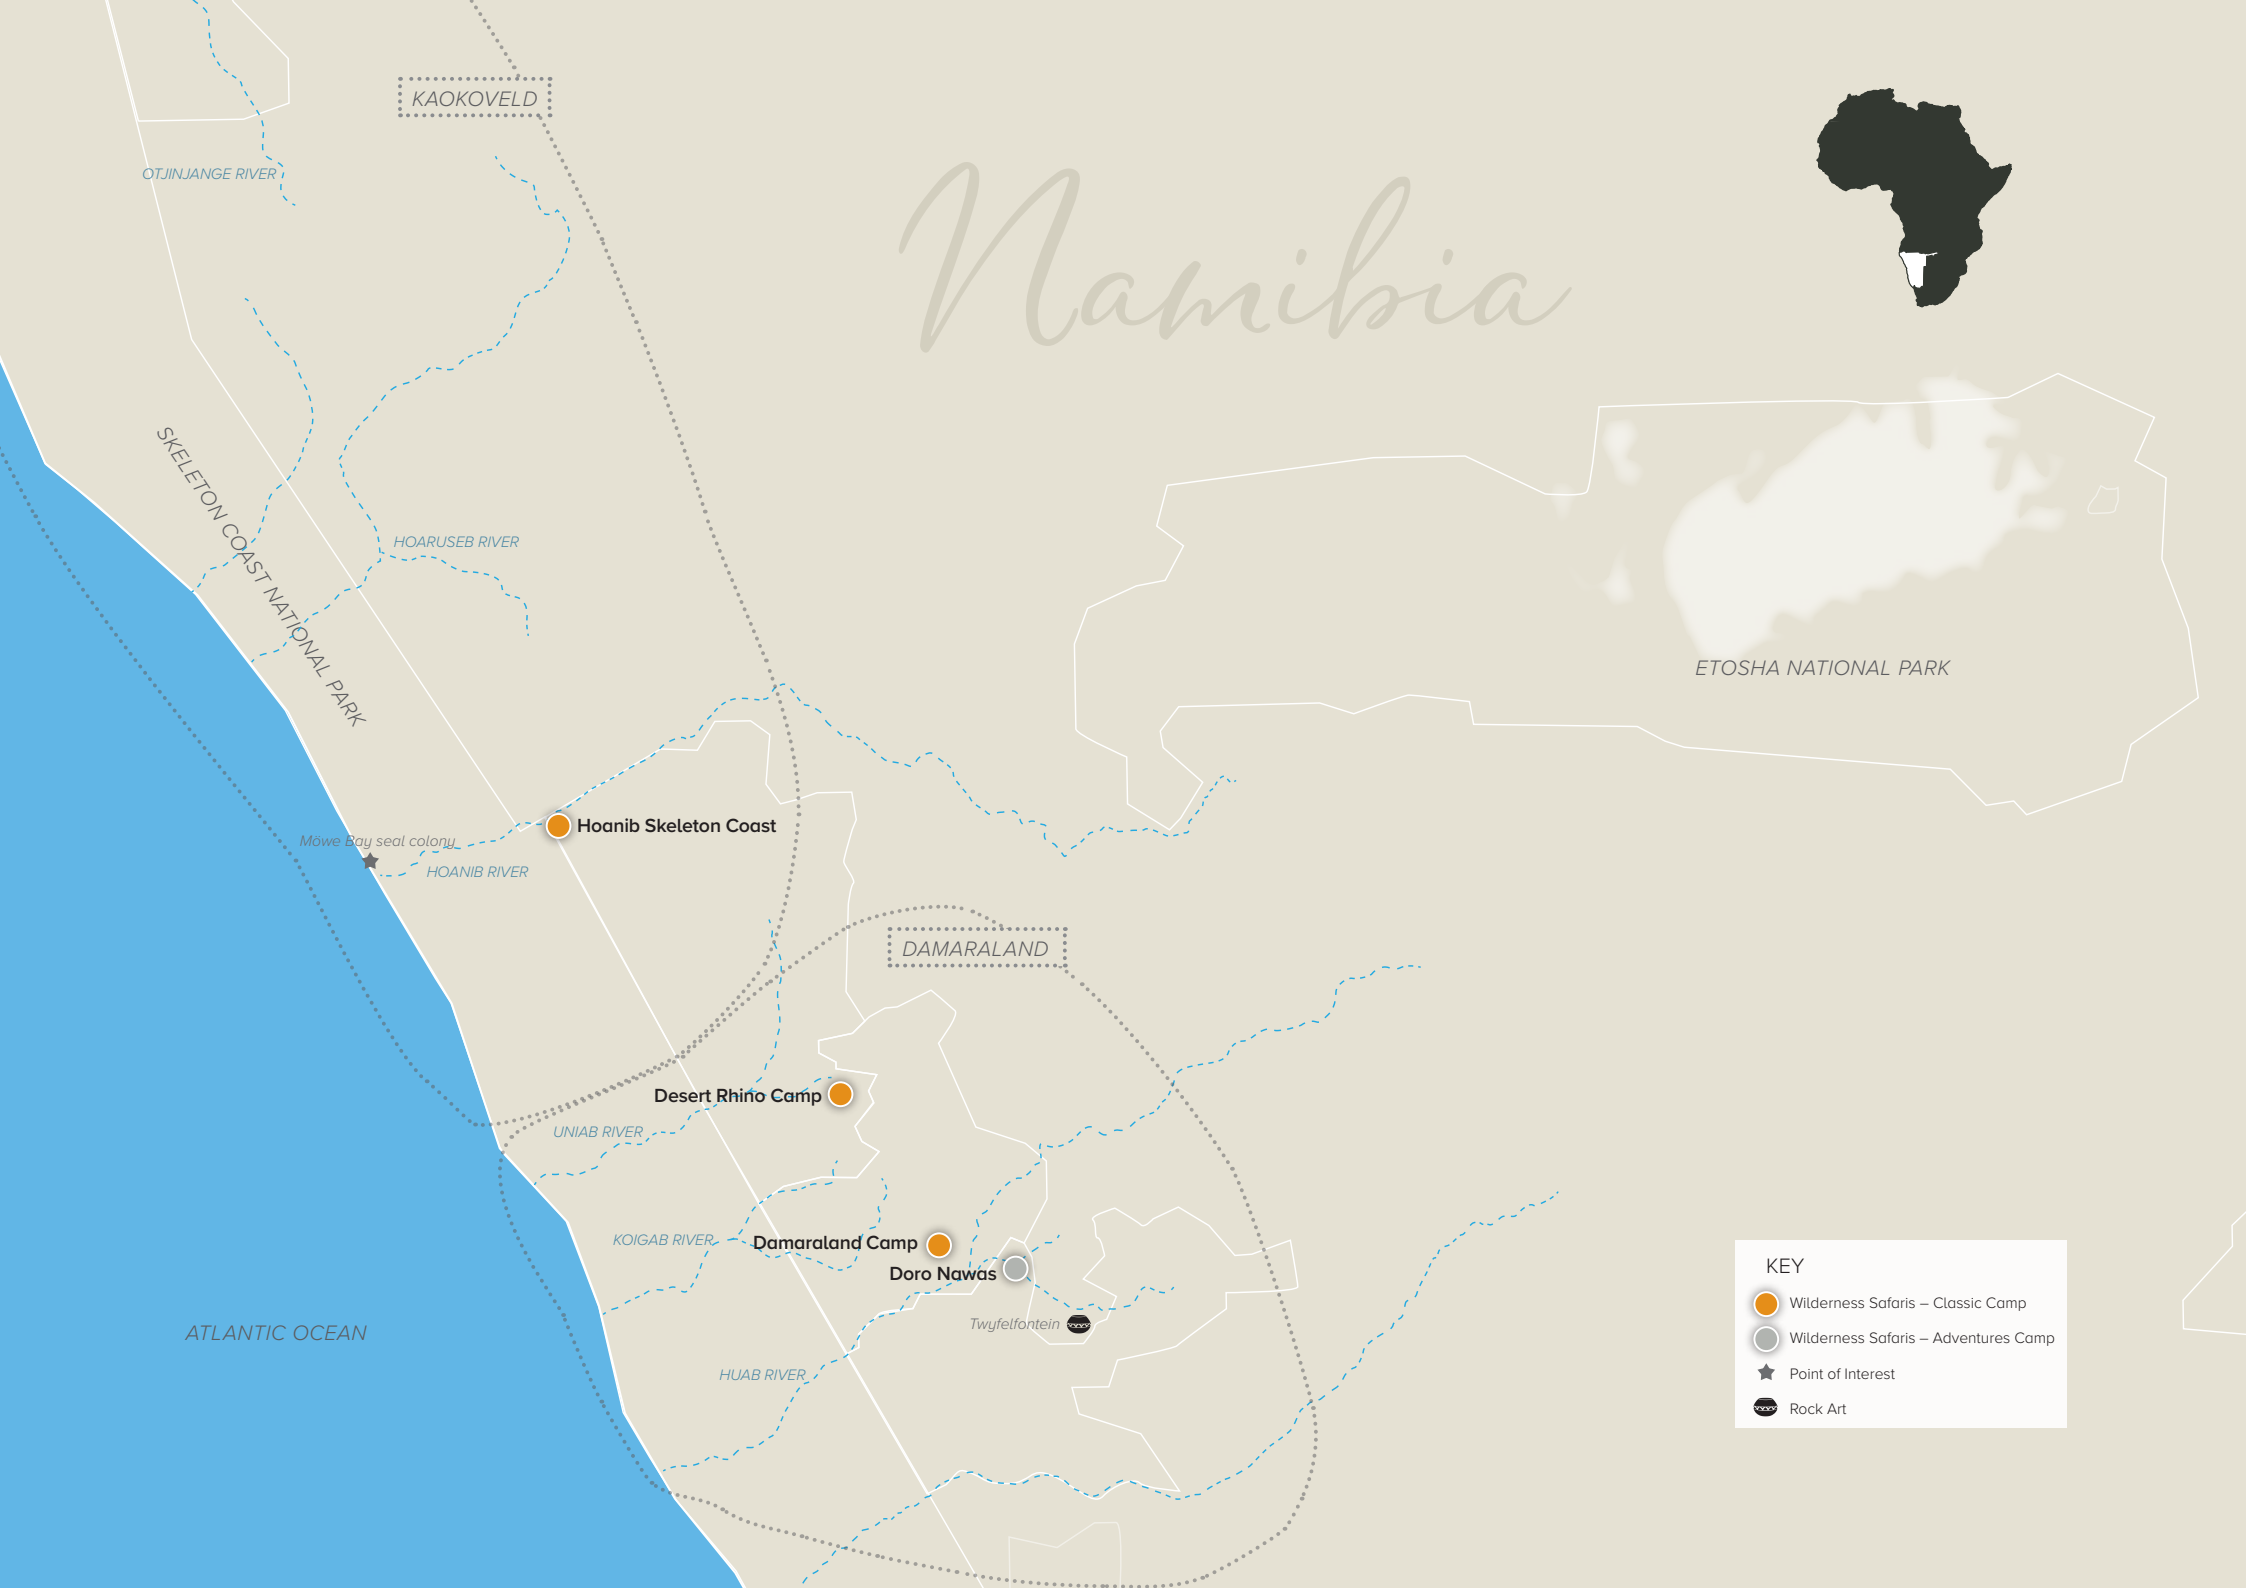 KAOKOVELD
OTJINJANGE RIVER
Namibia
SKELETON COAST NATIONAL PARK
HOARUSEB RIVER
ETOSHA NATIONAL PARK
Hoanib Skeleton Coast
Möwe Bay seal colony
HOANIB RIVER
DAMARALAND
Desert Rhino Camp
UNIAB RIVER
KOIGAB RIVER
Damaraland Camp
Doro Nawas
Twyfelfontein
ATLANTIC OCEAN
HUAB RIVER
KEY
Wilderness Safaris – Classic Camp
Wilderness Safaris – Adventures Camp
Point of Interest
Rock Art